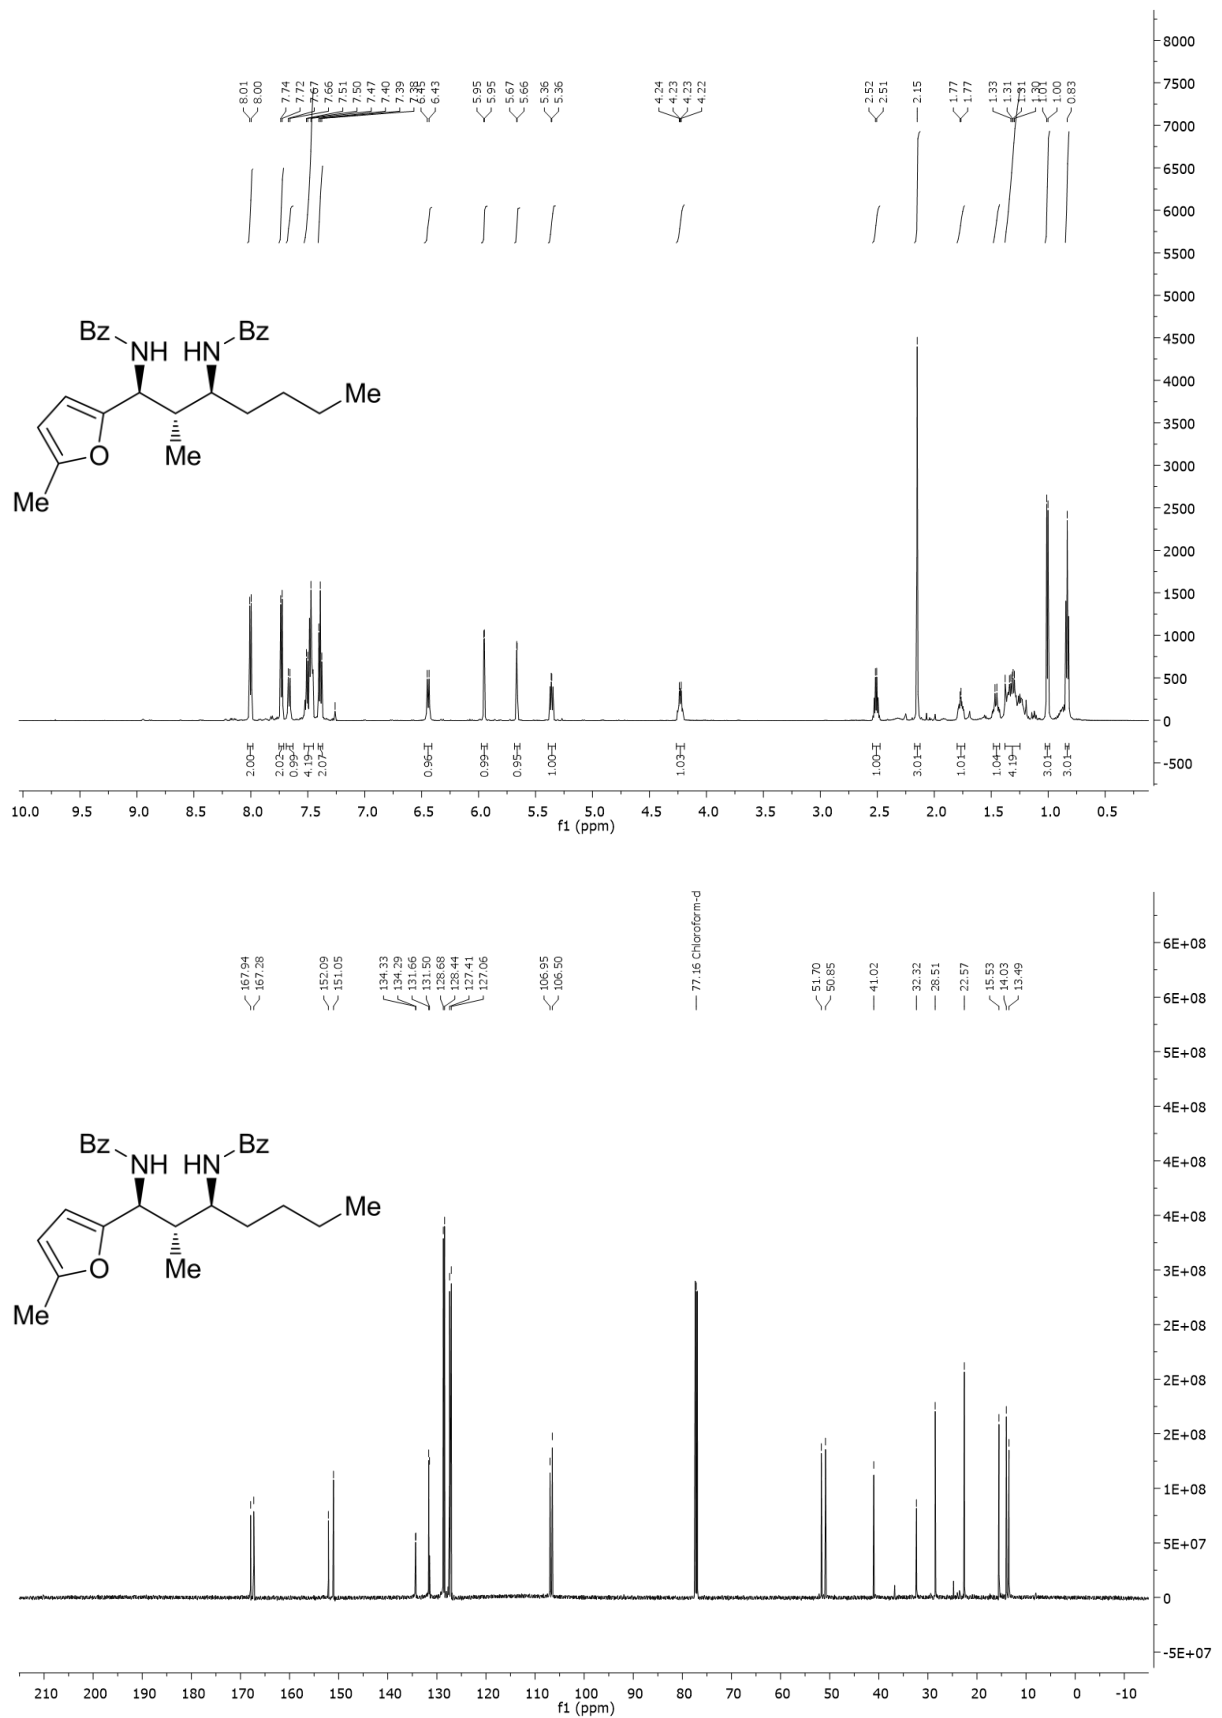 8.01
8.00
7.74
7.72
7.67
7.66
7.51
7.50
7.47
7.40
7.39
7.38
6.45
6.43
5.95
5.95
5.67
5.66
5.36
5.36
4.24
4.23
4.23
4.22
2.52
2.51
2.15
1.77
1.77
1.33
1.31
1.31
1.30
1.01
1.00
0.83
8000
7500
7000
6500
6000
5500
5000
4500
4000
3500
3000
2500
2000
1500
1000
500
0
-500
Bz Bz
NH HN
Me
O Me
Me
2.00 2.02 0.99 4.19 2.07 0.96 0.99 0.95 1.00 1.03 1.00 3.01 1.01 1.04 4.19 3.01 3.01
10.0 9.5 9.0 8.5 8.0 7.5 7.0 6.5 6.0 5.5 5.0 4.5 4.0 3.5 3.0 2.5 2.0 1.5 1.0 0.5
f1 (ppm)
167.94
167.28
152.09
151.05
134.33
134.29
131.66
131.50
128.68
128.44
127.41
127.06
106.95
106.50
77.16 Chloroform-d
51.70
50.85
41.02
32.32
28.51
22.57
15.53
14.03
13.49
6E+08
6E+08
5E+08
4E+08
4E+08
4E+08
3E+08
2E+08
2E+08
2E+08
1E+08
5E+07
0
-5E+07
Bz Bz
NH HN
Me
O Me
Me
210 200 190 180 170 160 150 140 130 120 110 100 90 80 70 60 50 40 30 20 10 0 -10
f1 (ppm)